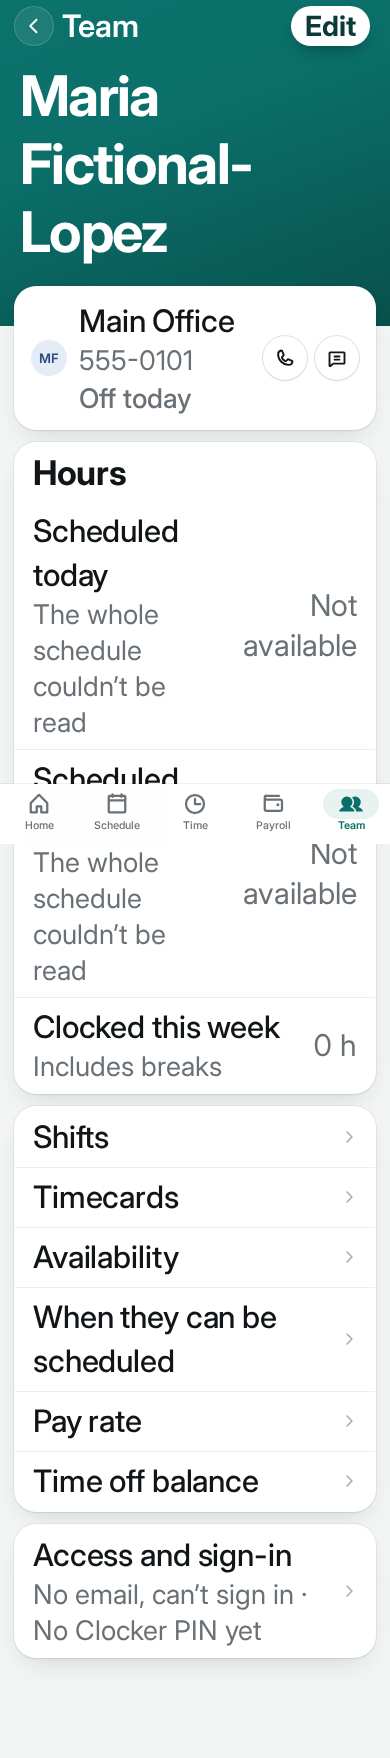 Team
Edit
Maria
Fictional-
Lopez
MF
Main Office
555-0101
Off today
Hours
Scheduled
today
The whole
schedule
couldn’t be
read
Not
available
Scheduled
Home
Schedule
Time
Payroll
Team
The whole
schedule
couldn’t be
read
Not
available
Clocked this week
Includes breaks
0 h
Shifts
Timecards
Availability
When they can be
scheduled
Pay rate
Time off balance
Access and sign-in
No email, can’t sign in ·
No Clocker PIN yet